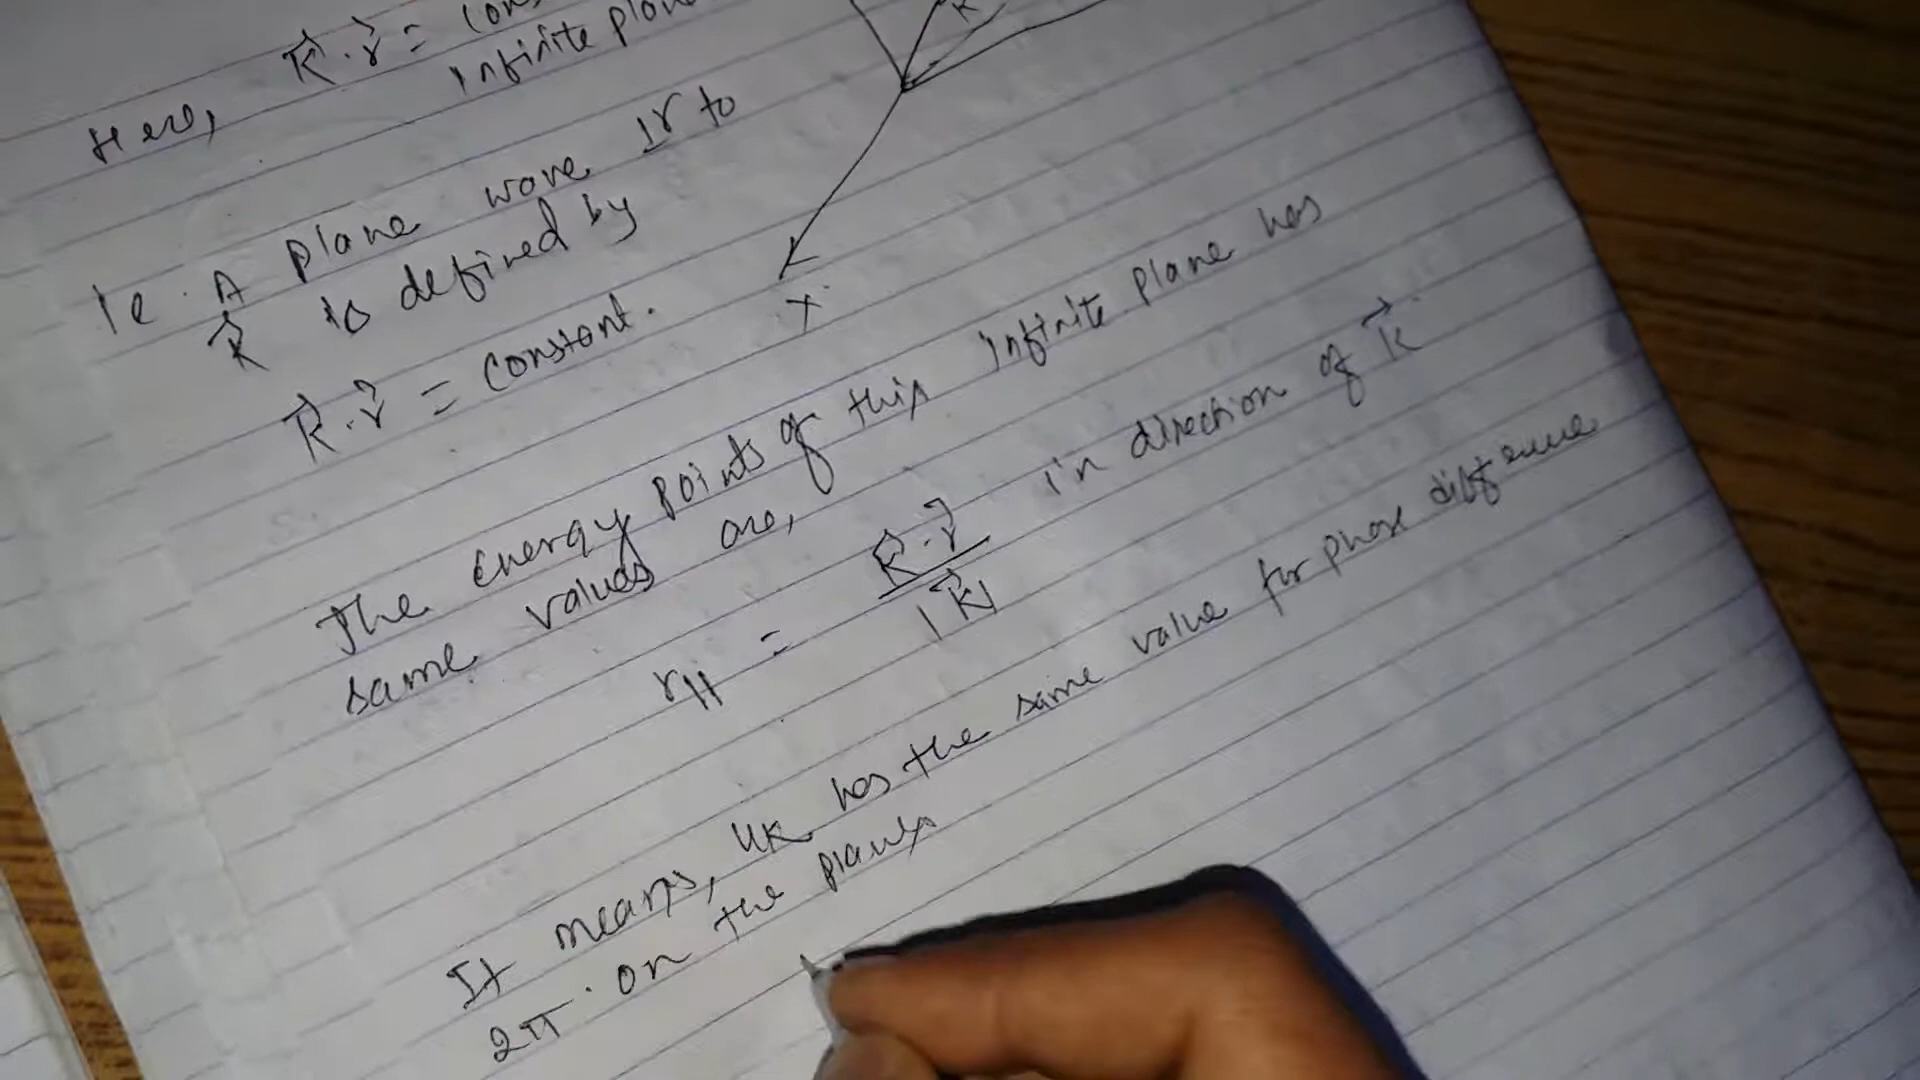 Here, K⃗.r⃗ = Cons
infinite plan
ie. A plane wave ⊥r to
K⃗ is defined by
K⃗.r⃗ = Constant.
K
X
The energy points of this infinite plane has
same values are,
r∥ = K⃗.r⃗ / |K⃗| in direction of K⃗
It means, UK has the same value for phase difference
2π. on the planes